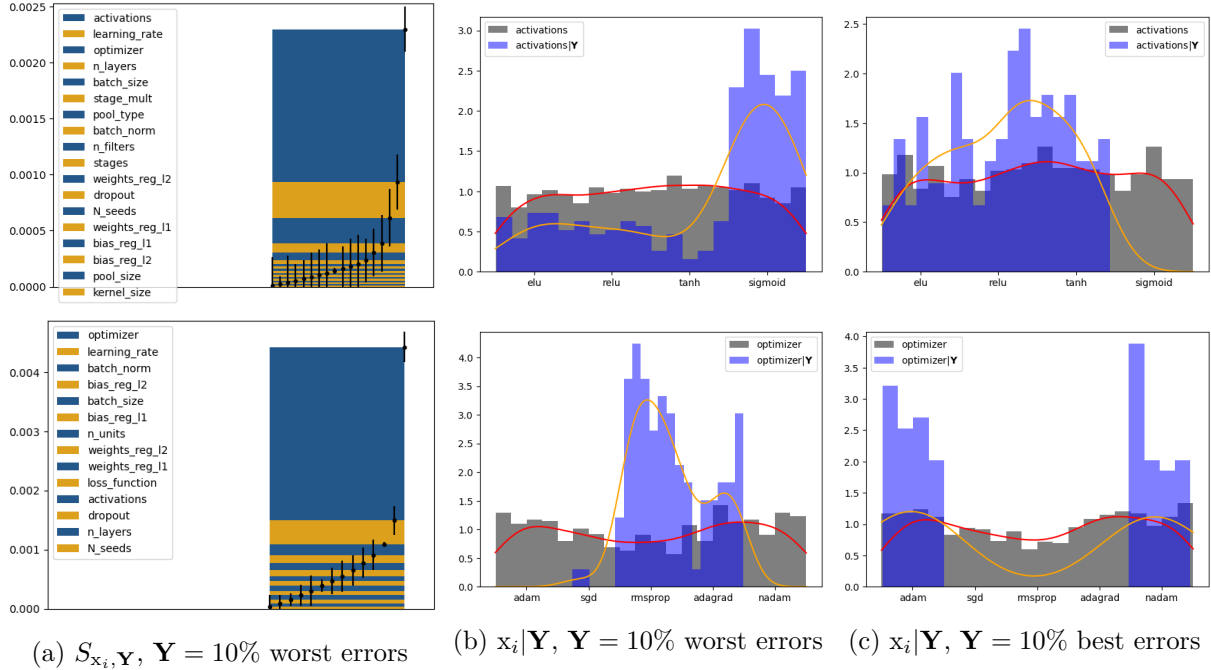 0.0025
0.0020
0.0015
0.0010
0.0005
0.0000
activations
learning_rate
optimizer
n_layers
batch_size
stage_mult
pool_type
batch_norm
n_filters
stages
weights_reg_l2
dropout
N_seeds
weights_reg_l1
bias_reg_l1
bias_reg_l2
pool_size
kernel_size
3.0
2.5
2.0
1.5
1.0
0.5
0.0
activations
activations|Y
elu relu tanh sigmoid
2.5
2.0
1.5
1.0
0.5
0.0
activations
activations|Y
elu relu tanh sigmoid
0.004
0.003
0.002
0.001
0.000
optimizer
learning_rate
batch_norm
bias_reg_l2
batch_size
bias_reg_l1
n_units
weights_reg_l2
weights_reg_l1
loss_function
activations
dropout
n_layers
N_seeds
4.0
3.5
3.0
2.5
2.0
1.5
1.0
0.5
0.0
optimizer
optimizer|Y
adam sgd rmsprop adagrad nadam
4.0
3.5
3.0
2.5
2.0
1.5
1.0
0.5
0.0
optimizer
optimizer|Y
adam sgd rmsprop adagrad nadam
(a) S_{x_i,Y}, Y = 10% worst errors
(b) x_i|Y, Y = 10% worst errors
(c) x_i|Y, Y = 10% best errors